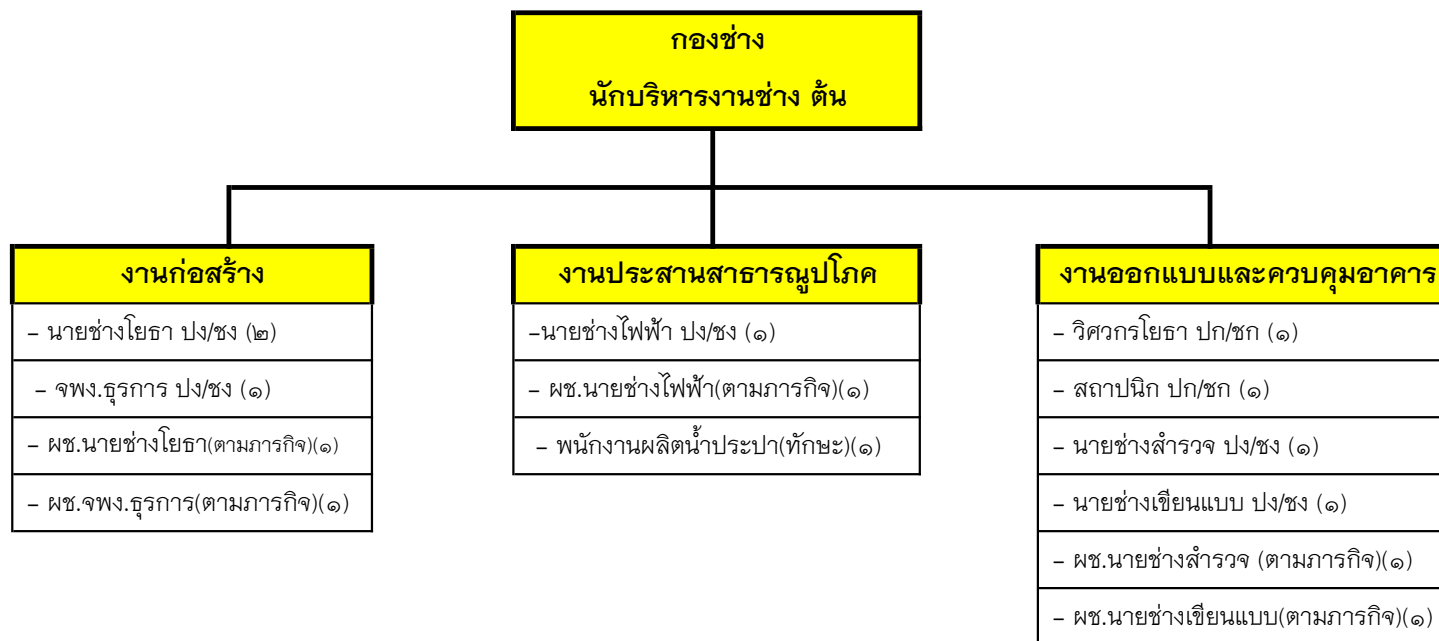 กองช่าง
นักบริหารงานช่าง ต้น
งานก่อสร้าง
– นายช่างโยธา ปง/ชง (๒)
– จพง.ธุรการ ปง/ชง (๑)
– ผช.นายช่างโยธา(ตามภารกิจ)(๑)
– ผช.จพง.ธุรการ(ตามภารกิจ)(๑)
งานประสานสาธารณูปโภค
–นายช่างไฟฟ้า ปง/ชง (๑)
– ผช.นายช่างไฟฟ้า(ตามภารกิจ)(๑)
– พนักงานผลิตน้ำประปา(ทักษะ)(๑)
งานออกแบบและควบคุมอาคาร
– วิศวกรโยธา ปก/ชก (๑)
– สถาปนิก ปก/ชก (๑)
– นายช่างสำรวจ ปง/ชง (๑)
– นายช่างเขียนแบบ ปง/ชง (๑)
– ผช.นายช่างสำรวจ (ตามภารกิจ)(๑)
– ผช.นายช่างเขียนแบบ(ตามภารกิจ)(๑)